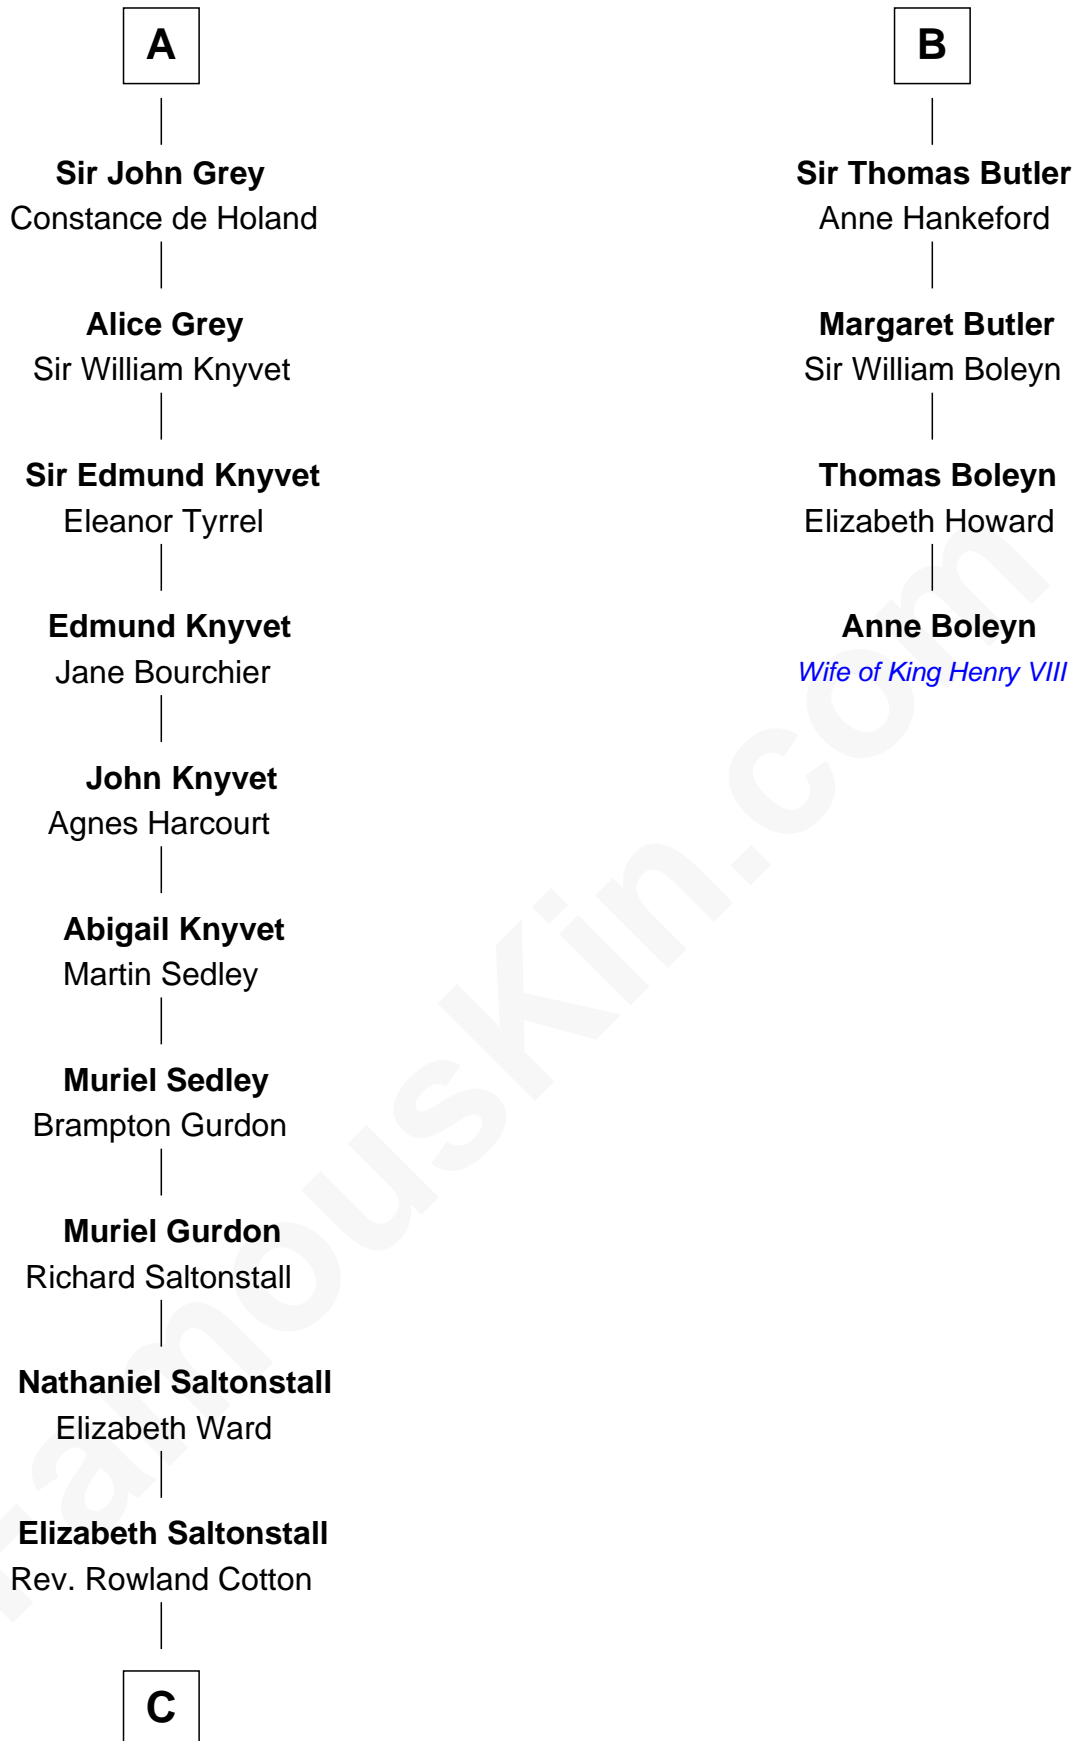 A
Sir John Grey
Constance de Holand
Alice Grey
Sir William Knyvet
Sir Edmund Knyvet
Eleanor Tyrrel
Edmund Knyvet
Jane Bourchier
John Knyvet
Agnes Harcourt
Abigail Knyvet
Martin Sedley
Muriel Sedley
Brampton Gurdon
Muriel Gurdon
Richard Saltonstall
Nathaniel Saltonstall
Elizabeth Ward
Elizabeth Saltonstall
Rev. Rowland Cotton
C
B
Sir Thomas Butler
Anne Hankeford
Margaret Butler
Sir William Boleyn
Thomas Boleyn
Elizabeth Howard
Anne Boleyn
Wife of King Henry VIII
FamousKin.com